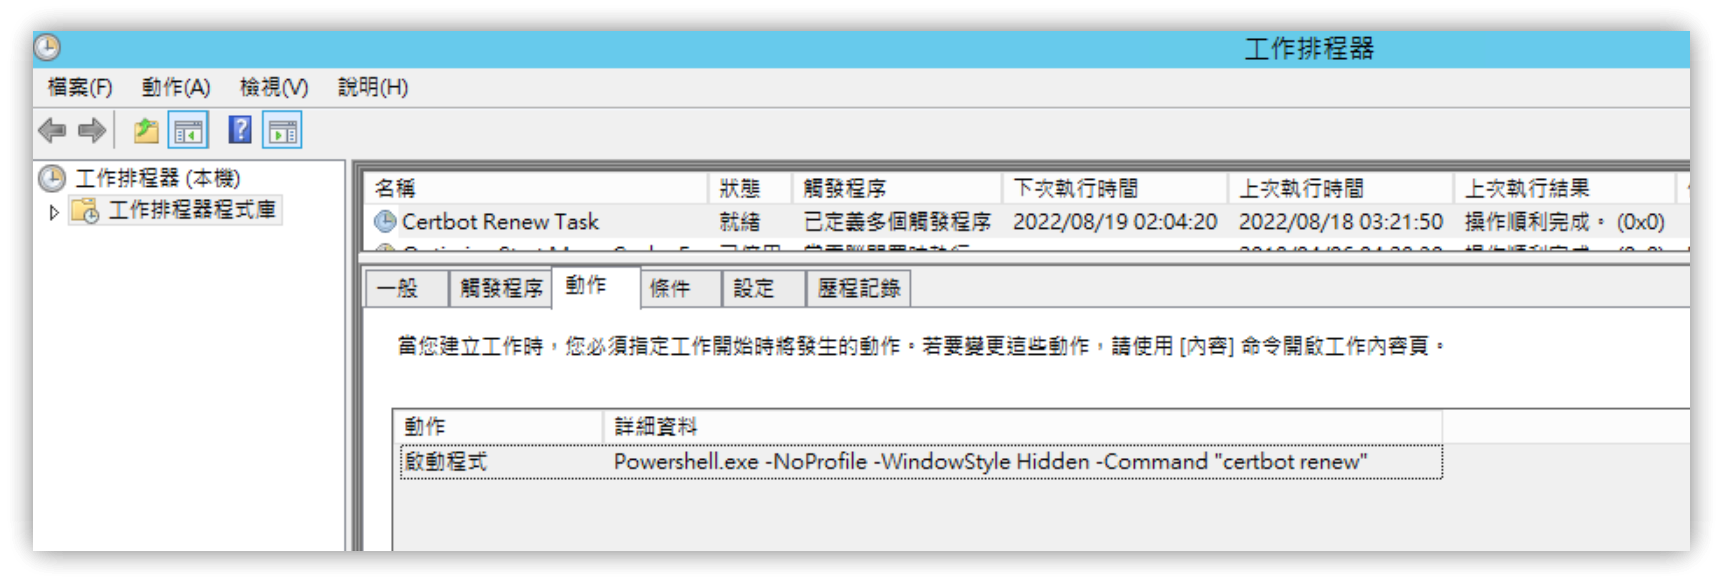 工作排程器
檔案(F) 動作(A) 檢視(V) 說明(H)
工作排程器 (本機)
工作排程器程式庫
名稱 狀態 觸發程序 下次執行時間 上次執行時間 上次執行結果
Certbot Renew Task 就緒 已定義多個觸發程序 2022/08/19 02:04:20 2022/08/18 03:21:50 操作順利完成。 (0x0)
一般 觸發程序 動作 條件 設定 歷程記錄
當您建立工作時，您必須指定工作開始時將發生的動作。若要變更這些動作，請使用 [內容] 命令開啟工作內容頁。
動作 詳細資料
啟動程式 Powershell.exe -NoProfile -WindowStyle Hidden -Command "certbot renew"